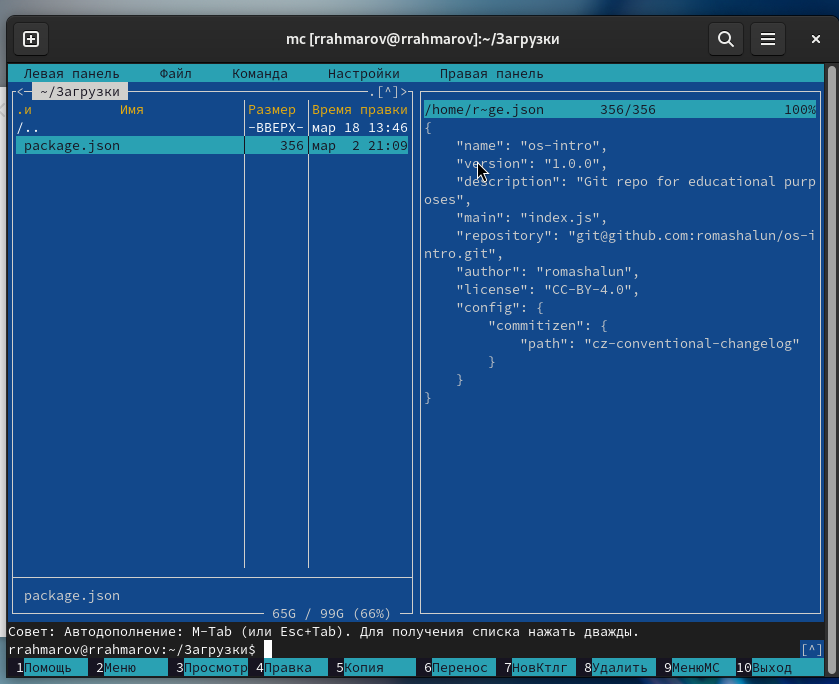 mc [rrahmarov@rrahmarov]:~/Загрузки
Левая панель Файл Команда Настройки Правая панель
<─ ~/Загрузки .[^]>
.и Имя Размер Время правки
/.. -ВВЕРХ- мар 18 13:46
package.json 356 мар 2 21:09
package.json
65G / 99G (66%)
/home/r~ge.json 356/356 100%
{
"name": "os-intro",
"version": "1.0.0",
"description": "Git repo for educational purp
oses",
"main": "index.js",
"repository": "git@github.com:romashalun/os-i
ntro.git",
"author": "romashalun",
"license": "CC-BY-4.0",
"config": {
"commitizen": {
"path": "cz-conventional-changelog"
}
}
}
Совет: Автодополнение: M-Tab (или Esc+Tab). Для получения списка нажать дважды.
rrahmarov@rrahmarov:~/Загрузки$ [^]
1Помощь 2Меню 3Просмотр 4Правка 5Копия 6Перенос 7НовКтлг 8Удалить 9МенюMC 10Выход